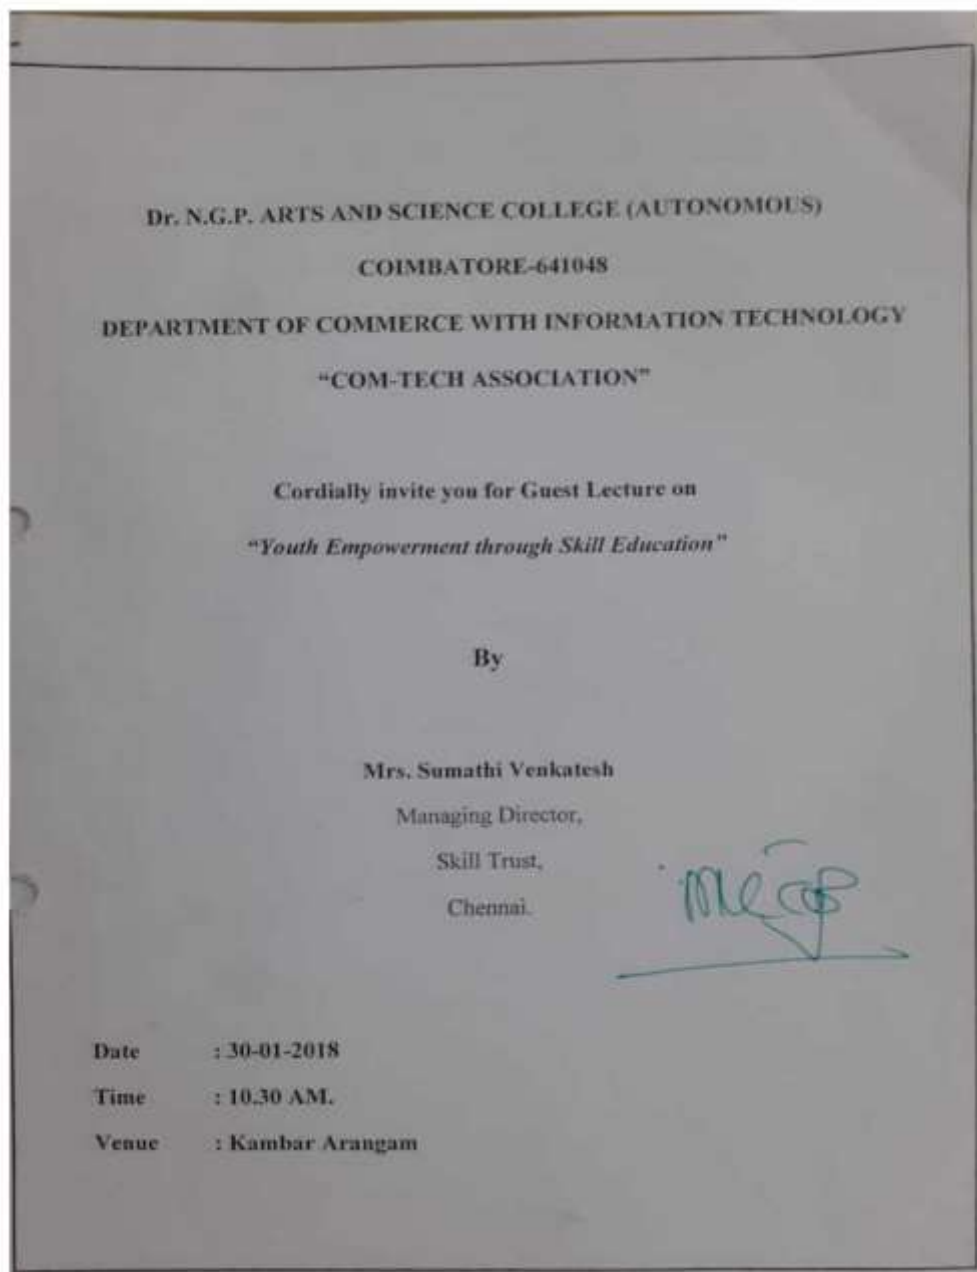 Dr. N.G.P. ARTS AND SCIENCE COLLEGE (AUTONOMOUS)
COIMBATORE-641048
DEPARTMENT OF COMMERCE WITH INFORMATION TECHNOLOGY
“COM-TECH ASSOCIATION”
Cordially invite you for Guest Lecture on
“Youth Empowerment through Skill Education”
By
Mrs. Sumathi Venkatesh
Managing Director,
Skill Trust,
Chennai.
Date : 30-01-2018
Time : 10.30 AM.
Venue : Kambar Arangam